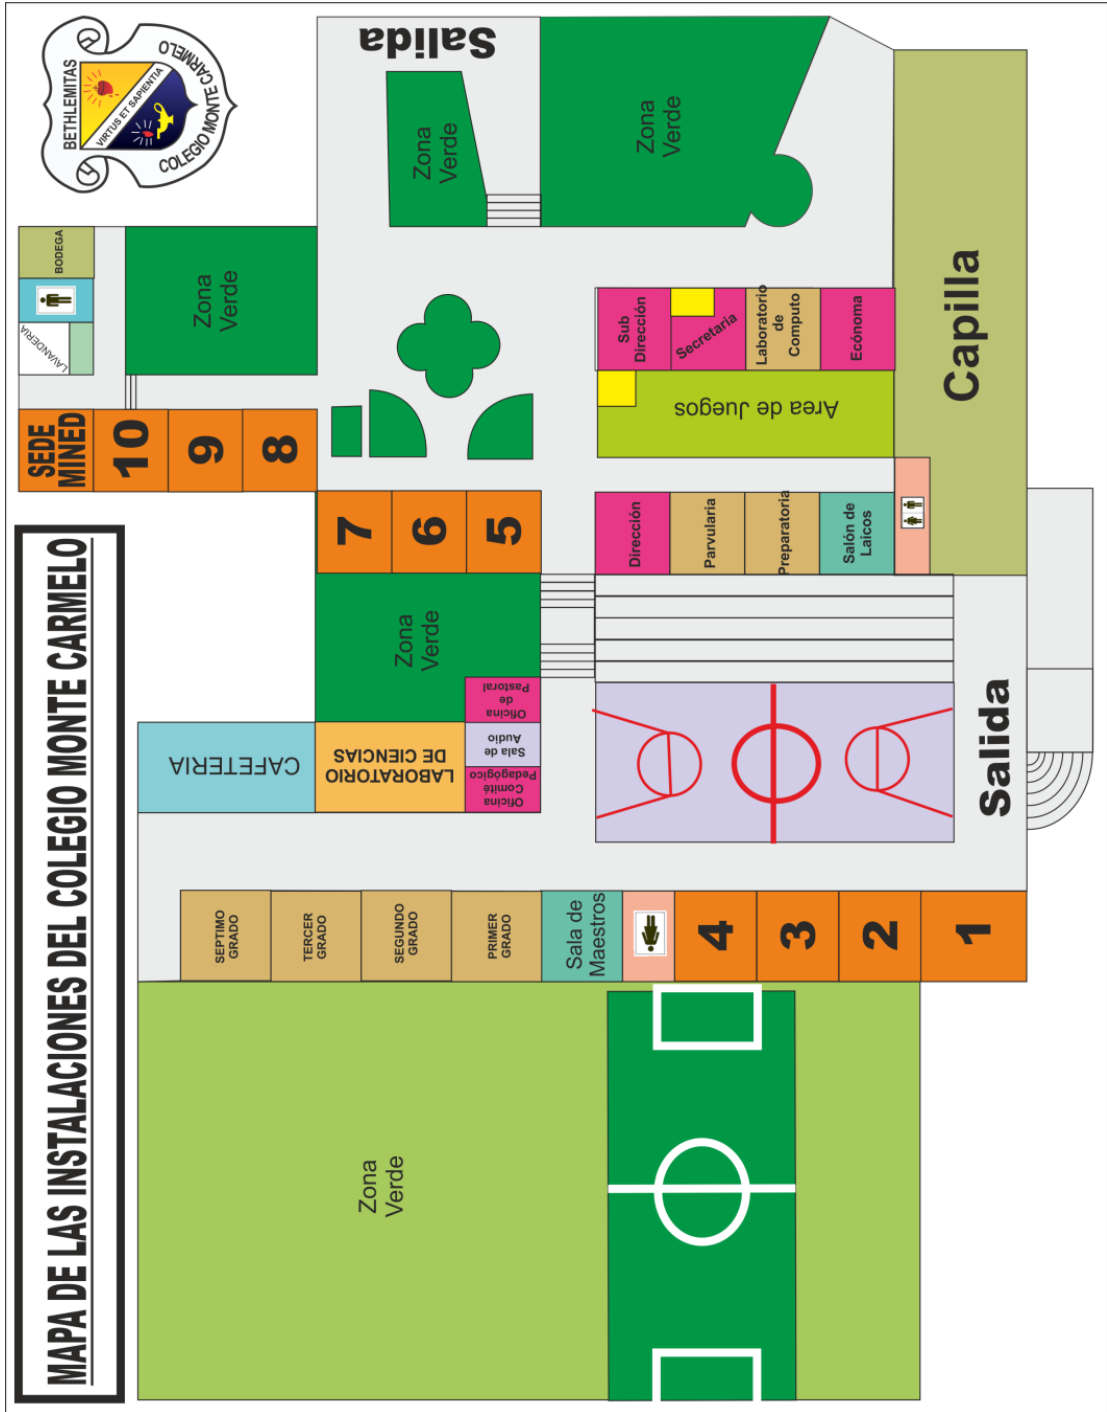 MAPA DE LAS INSTALACIONES DEL COLEGIO MONTE CARMELO
BETHLEMITAS
VIRTUS ET SAPIENTIA
COLEGIO MONTE CARMELO
Salida
Zona
Verde
Zona
Verde
BODEGA
LAVANDERIA
Zona
Verde
SEDE
MINED
10
9
8
7
6
5
Sub
Dirección
Secretaria
Laboratorio
de
Computo
Ecónoma
Area de Juegos
Capilla
Dirección
Parvularia
Preparatoria
Salón de
Laicos
Zona
Verde
Oficina
de
Pastoral
Sala de
Audio
Oficina
Comité
Pedagógico
LABORATORIO
DE CIENCIAS
CAFETERIA
Salida
SEPTIMO
GRADO
TERCER
GRADO
SEGUNDO
GRADO
PRIMER
GRADO
Sala de
Maestros
4
3
2
1
Zona
Verde